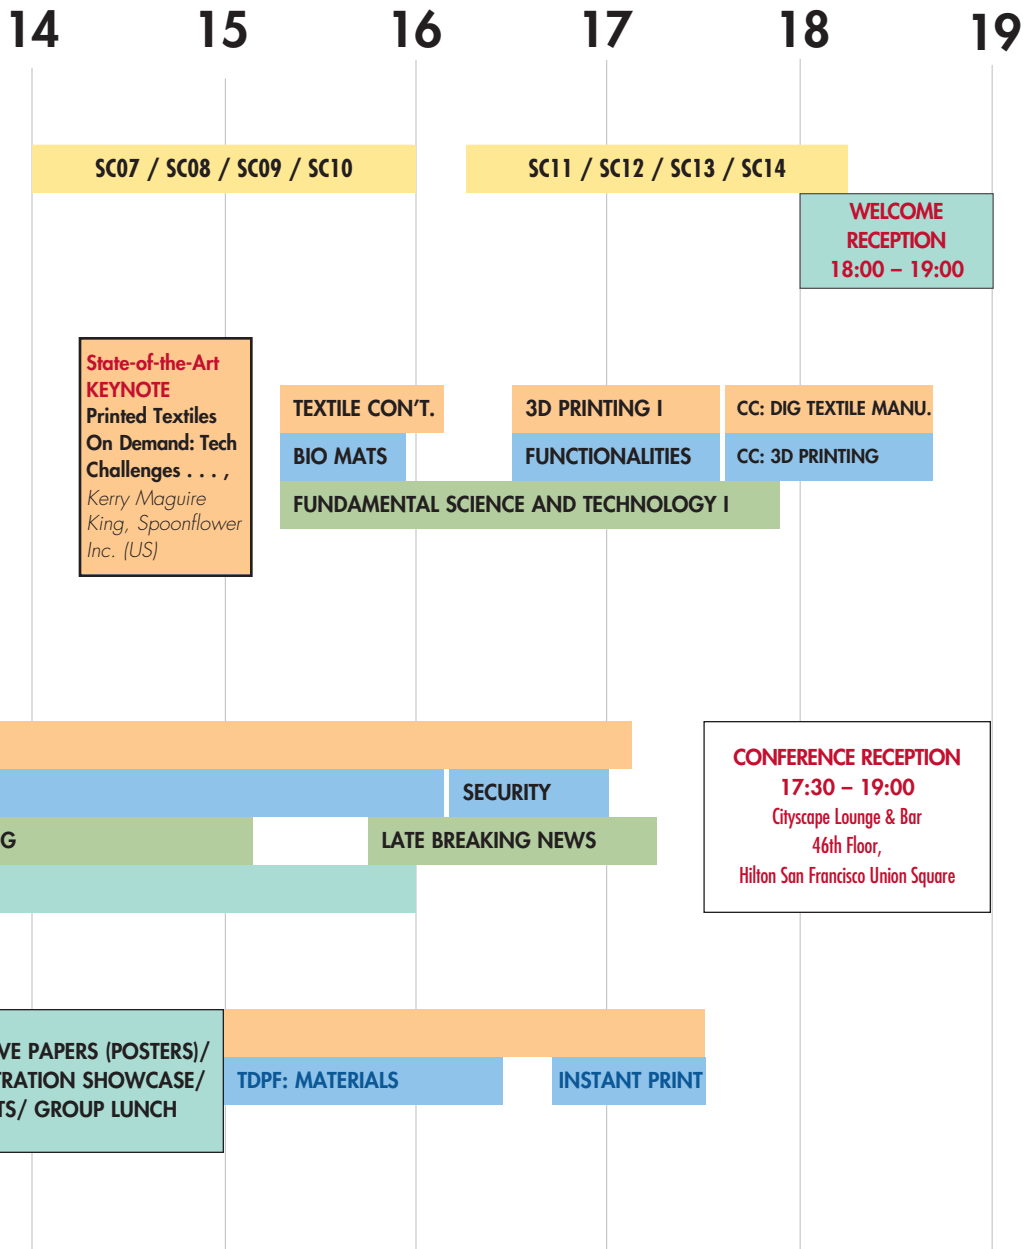 14 15 16 17 18 19
SC07 / SC08 / SC09 / SC10
SC11 / SC12 / SC13 / SC14
WELCOME
RECEPTION
18:00 – 19:00
State-of-the-Art
KEYNOTE
Printed Textiles
On Demand: Tech
Challenges . . . ,
Kerry Maguire
King, Spoonflower
Inc. (US)
TEXTILE CON'T.
3D PRINTING I
CC: DIG TEXTILE MANU.
BIO MATS
FUNCTIONALITIES
CC: 3D PRINTING
FUNDAMENTAL SCIENCE AND TECHNOLOGY I
SECURITY
G
LATE BREAKING NEWS
CONFERENCE RECEPTION
17:30 – 19:00
Cityscape Lounge & Bar
46th Floor,
Hilton San Francisco Union Square
VE PAPERS (POSTERS)/
TRATION SHOWCASE/
TS/ GROUP LUNCH
TDPF: MATERIALS
INSTANT PRINT